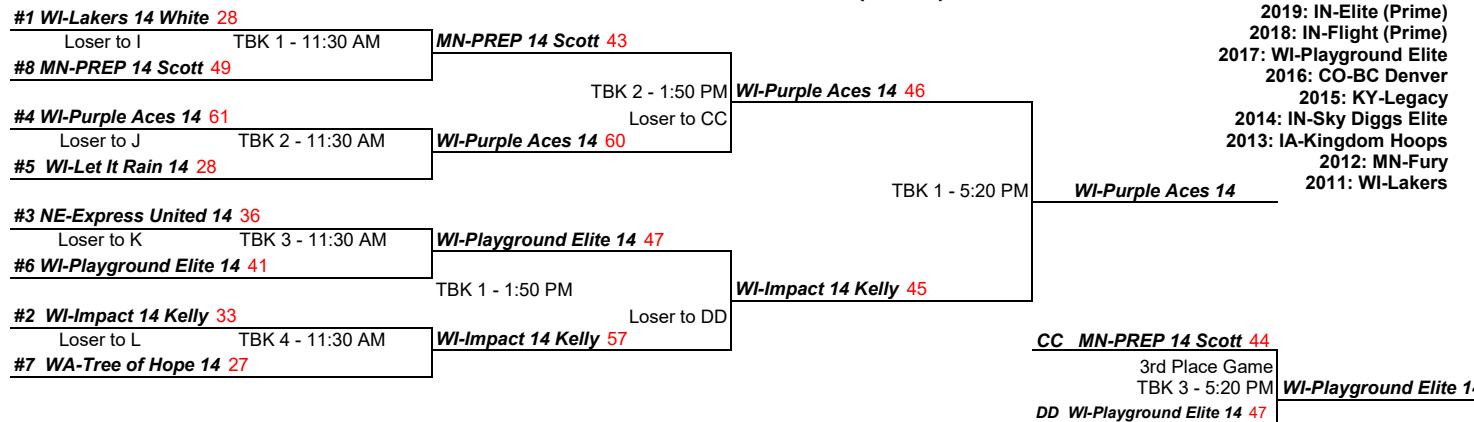 #1 WI-Lakers 14 White 28
Loser to I TBK 1 - 11:30 AM
#8 MN-PREP 14 Scott 49
MN-PREP 14 Scott 43
#4 WI-Purple Aces 14 61
Loser to J TBK 2 - 11:30 AM
#5 WI-Let It Rain 14 28
WI-Purple Aces 14 60
TBK 2 - 1:50 PM
Loser to CC
WI-Purple Aces 14 46
#3 NE-Express United 14 36
Loser to K TBK 3 - 11:30 AM
#6 WI-Playground Elite 14 41
WI-Playground Elite 14 47
#2 WI-Impact 14 Kelly 33
Loser to L TBK 4 - 11:30 AM
#7 WA-Tree of Hope 14 27
WI-Impact 14 Kelly 57
TBK 1 - 1:50 PM
Loser to DD
WI-Impact 14 Kelly 45
TBK 1 - 5:20 PM
WI-Purple Aces 14
2019: IN-Elite (Prime)
2018: IN-Flight (Prime)
2017: WI-Playground Elite
2016: CO-BC Denver
2015: KY-Legacy
2014: IN-Sky Diggs Elite
2013: IA-Kingdom Hoops
2012: MN-Fury
2011: WI-Lakers
CC MN-PREP 14 Scott 44
3rd Place Game
TBK 3 - 5:20 PM
DD WI-Playground Elite 14 47
WI-Playground Elite 14